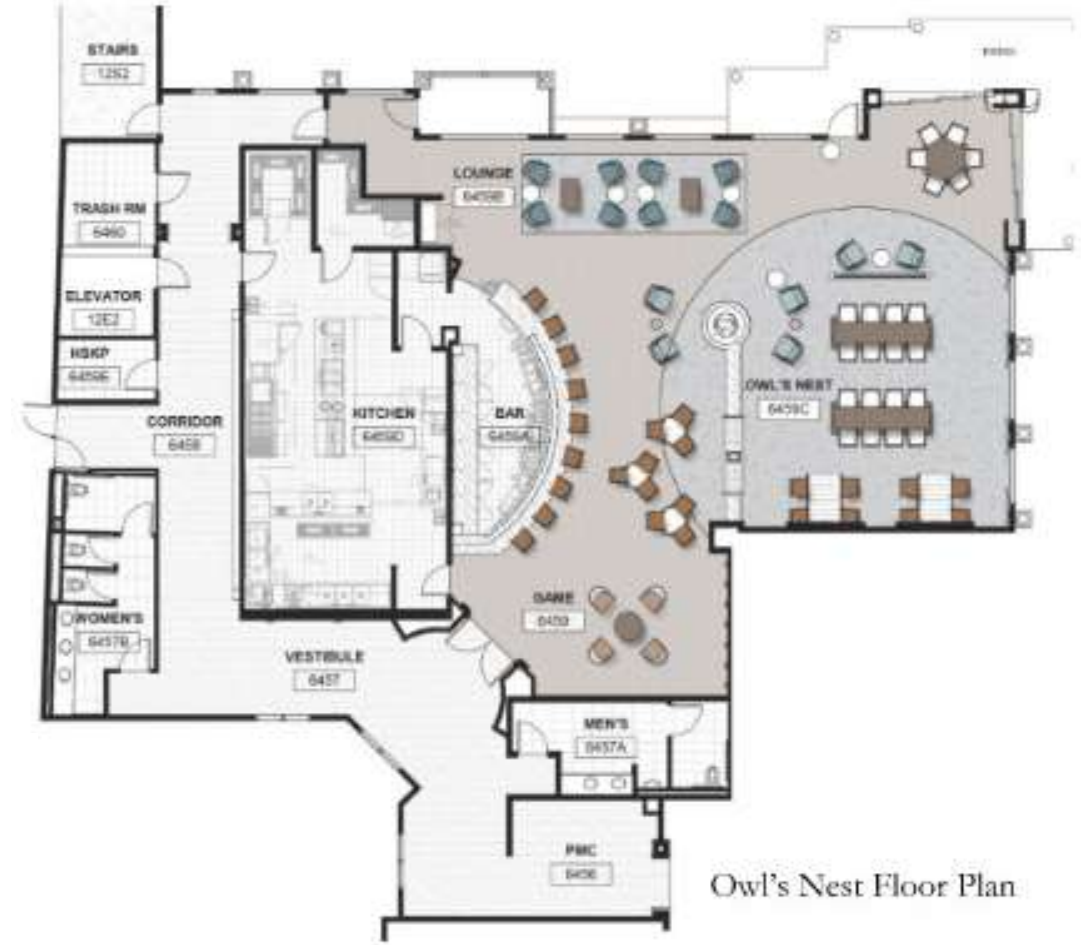 STAIRS
12S2
LOUNGE
6459B
TRASH RM
6460
ELEVATOR
12E2
HSKP
6459E
OWL'S NEST
6459C
CORRIDOR
6458
KITCHEN
6459D
BAR
6459A
GAME
6459
WOMEN'S
6457B
VESTIBULE
6457
MEN'S
6457A
PMC
6456
Owl's Nest Floor Plan